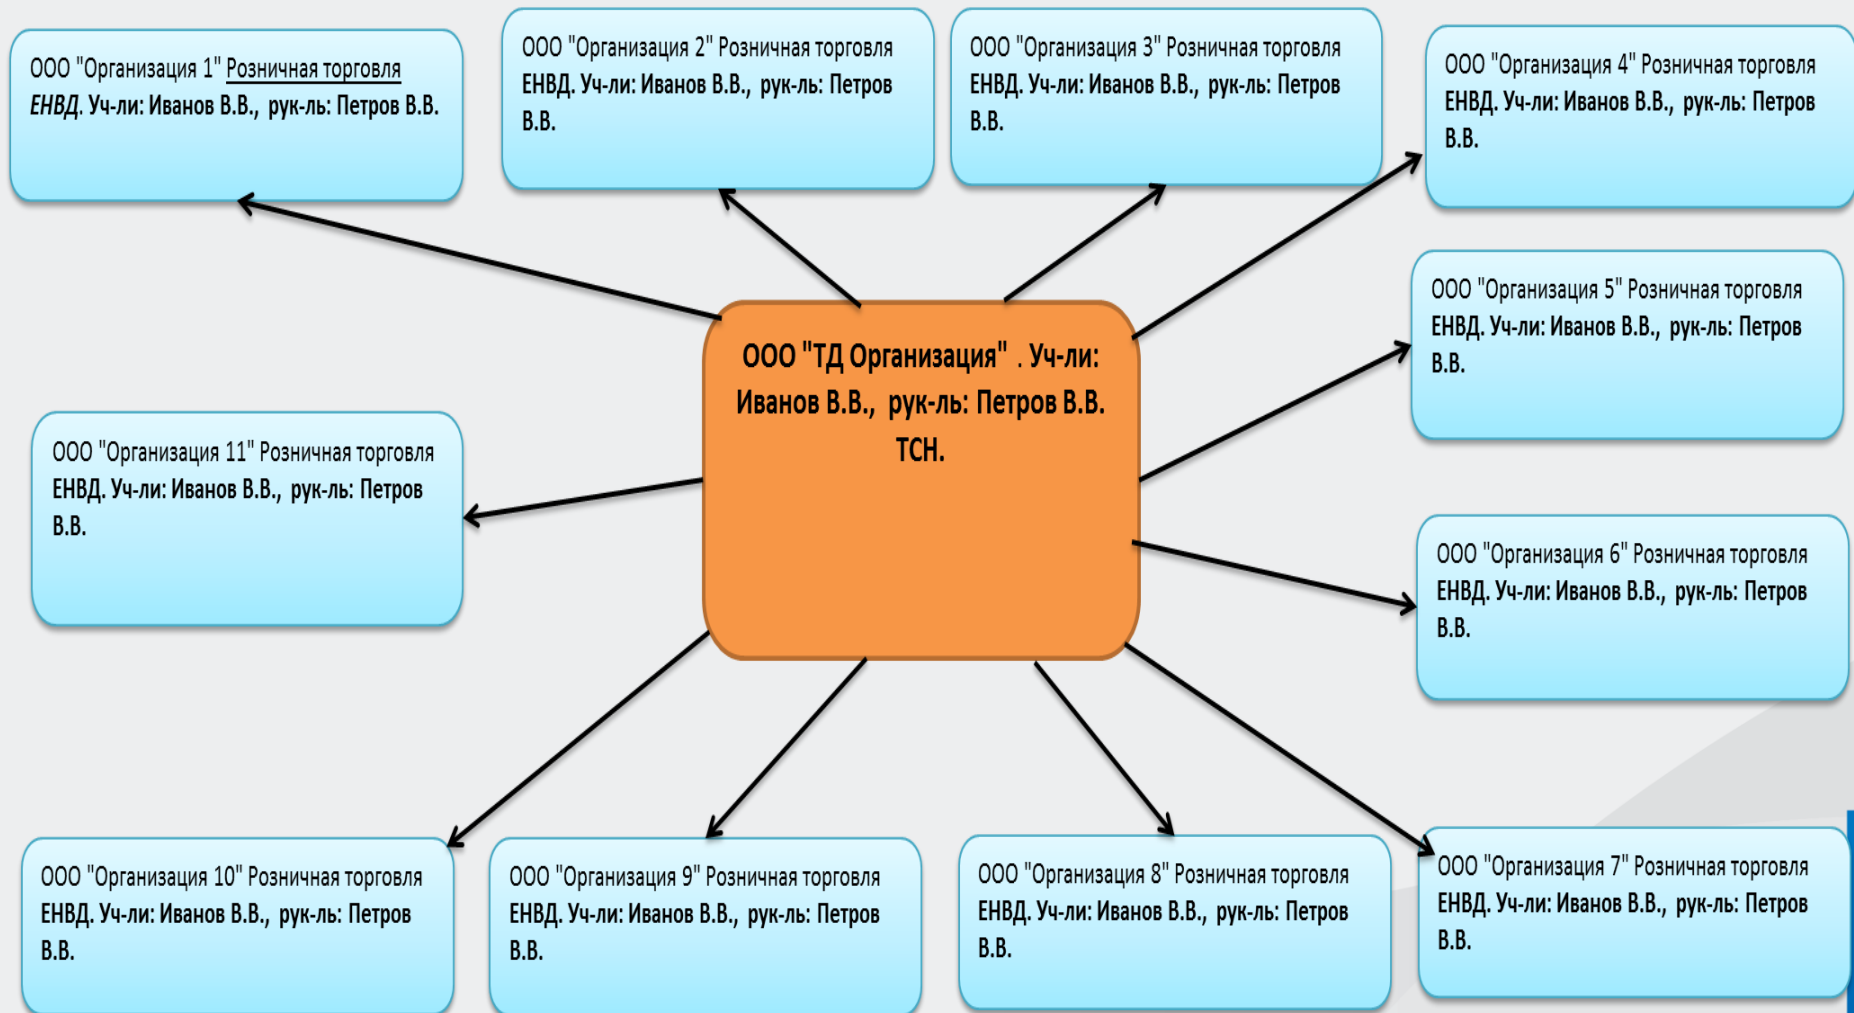 ООО "Организация 1" Розничная торговля
ЕНВД. Уч-ли: Иванов В.В., рук-ль: Петров В.В.
ООО "Организация 2" Розничная торговля
ЕНВД. Уч-ли: Иванов В.В., рук-ль: Петров
В.В.
ООО "Организация 3" Розничная торговля
ЕНВД. Уч-ли: Иванов В.В., рук-ль: Петров
В.В.
ООО "Организация 4" Розничная торговля
ЕНВД. Уч-ли: Иванов В.В., рук-ль: Петров
В.В.
ООО "Организация 5" Розничная торговля
ЕНВД. Уч-ли: Иванов В.В., рук-ль: Петров
В.В.
ООО "ТД Организация" . Уч-ли:
Иванов В.В., рук-ль: Петров В.В.
ТСН.
ООО "Организация 11" Розничная торговля
ЕНВД. Уч-ли: Иванов В.В., рук-ль: Петров
В.В.
ООО "Организация 6" Розничная торговля
ЕНВД. Уч-ли: Иванов В.В., рук-ль: Петров
В.В.
ООО "Организация 10" Розничная торговля
ЕНВД. Уч-ли: Иванов В.В., рук-ль: Петров
В.В.
ООО "Организация 9" Розничная торговля
ЕНВД. Уч-ли: Иванов В.В., рук-ль: Петров
В.В.
ООО "Организация 8" Розничная торговля
ЕНВД. Уч-ли: Иванов В.В., рук-ль: Петров
В.В.
ООО "Организация 7" Розничная торговля
ЕНВД. Уч-ли: Иванов В.В., рук-ль: Петров
В.В.